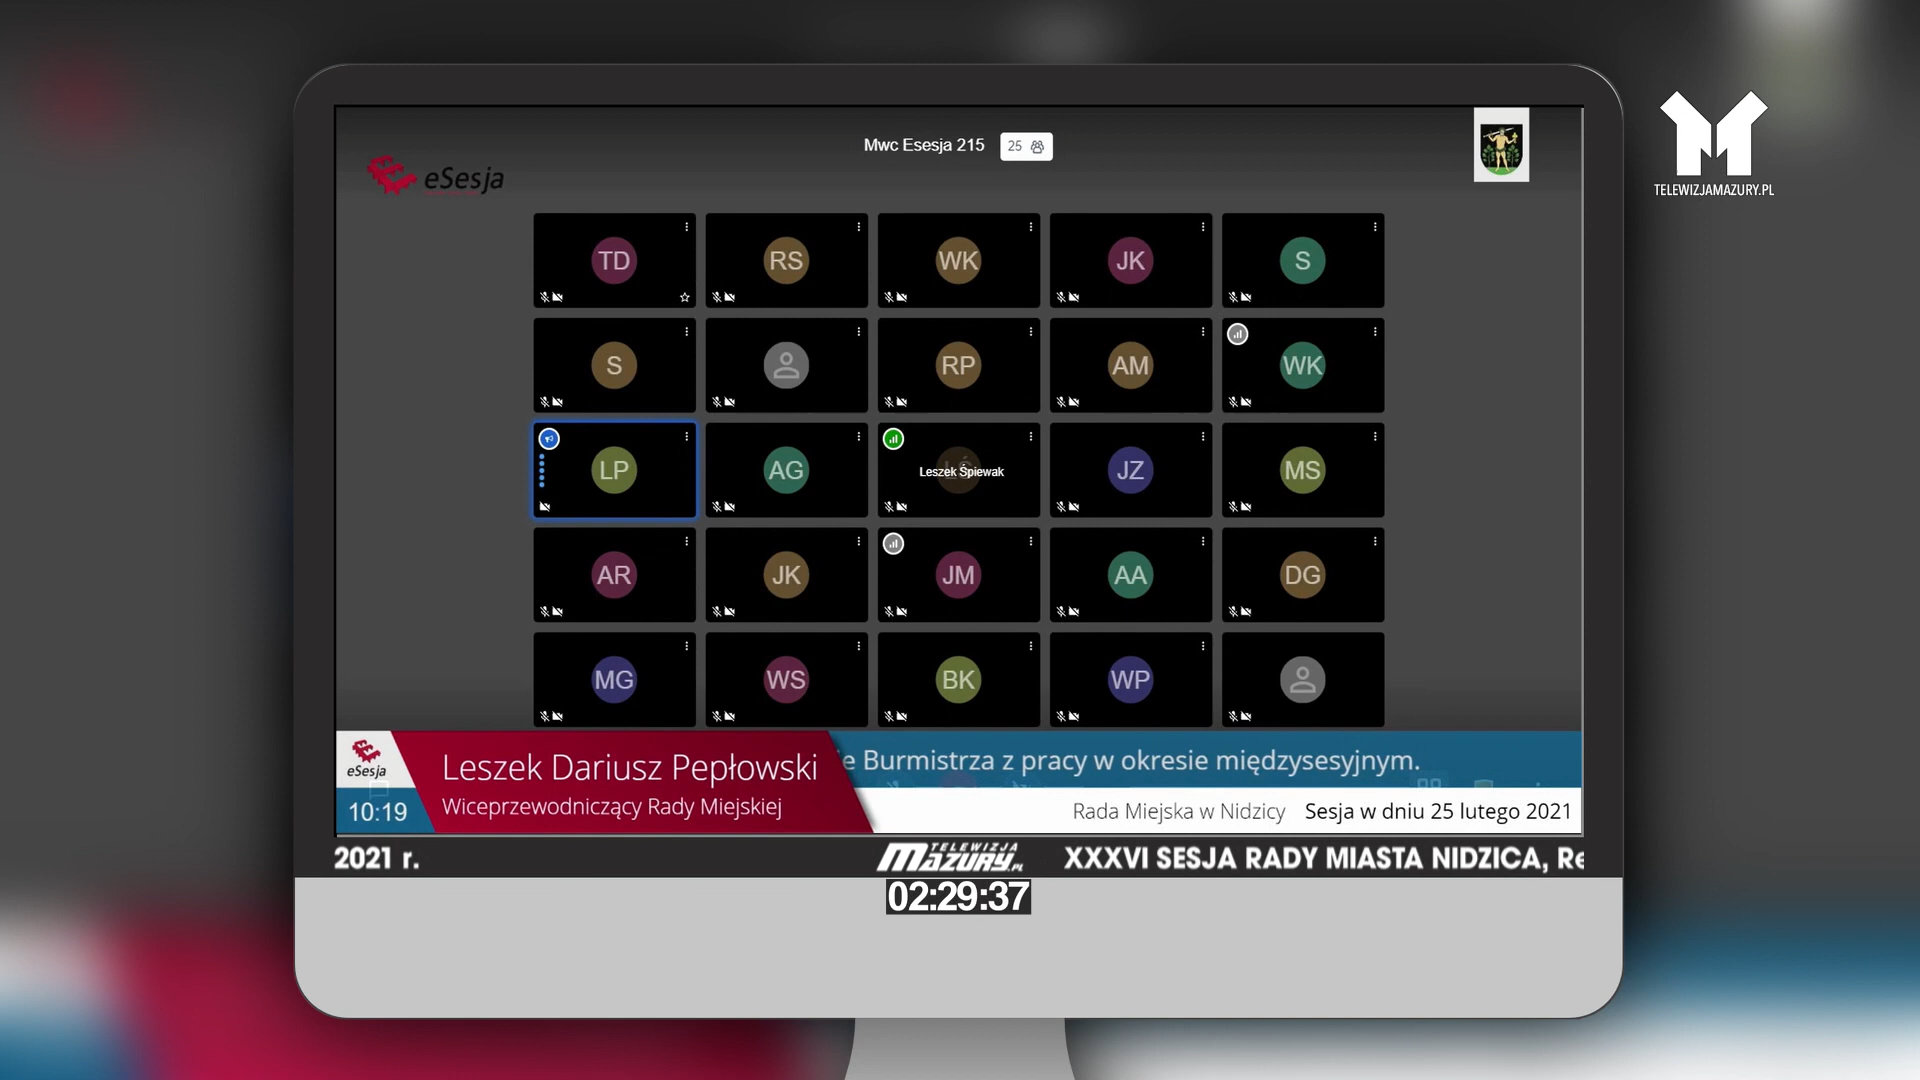 Mwc Esesja 215 25
eSesja
TELEWIZJAMAZURY.PL
TD RS WK JK S
S RP AM WK
LP AG Leszek Śpiewak JZ MS
AR JK JM AA DG
MG WS BK WP
eSesja
Leszek Dariusz Pepłowski
e Burmistrza z pracy w okresie międzysesyjnym.
10:19
Wiceprzewodniczący Rady Miejskiej
Rada Miejska w Nidzicy Sesja w dniu 25 lutego 2021
2021 r. TELEWIZJA MAZURY.PL XXXVI SESJA RADY MIASTA NIDZICA, Re
02:29:37